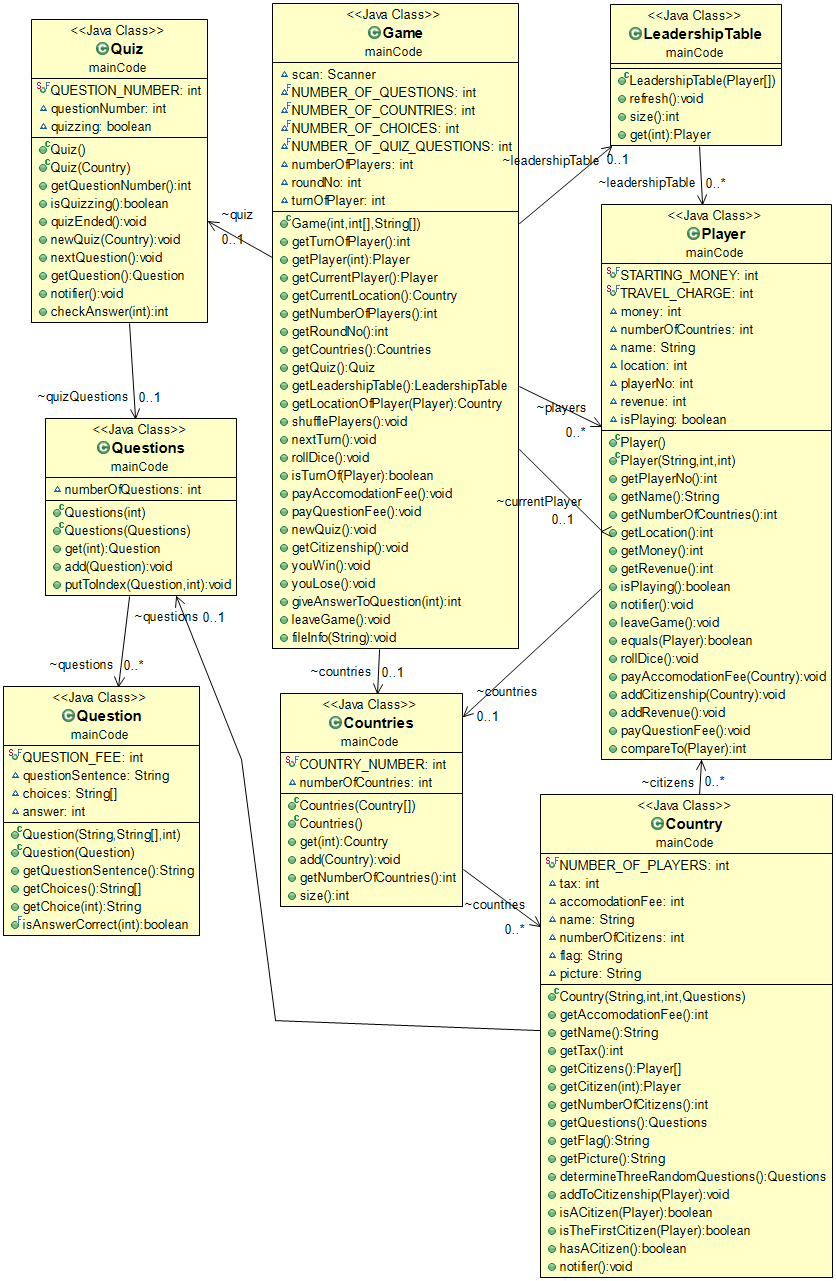 <<Java Class>>
Quiz
mainCode
QUESTION_NUMBER: int
questionNumber: int
quizzing: boolean
Quiz()
Quiz(Country)
getQuestionNumber():int
isQuizzing():boolean
quizEnded():void
newQuiz(Country):void
nextQuestion():void
getQuestion():Question
notifier():void
checkAnswer(int):int
<<Java Class>>
Game
mainCode
scan: Scanner
NUMBER_OF_QUESTIONS: int
NUMBER_OF_COUNTRIES: int
NUMBER_OF_CHOICES: int
NUMBER_OF_QUIZ_QUESTIONS: int
numberOfPlayers: int
roundNo: int
turnOfPlayer: int
Game(int,int[],String[])
getTurnOfPlayer():int
getPlayer(int):Player
getCurrentPlayer():Player
getCurrentLocation():Country
getNumberOfPlayers():int
getRoundNo():int
getCountries():Countries
getQuiz():Quiz
getLeadershipTable():LeadershipTable
getLocationOfPlayer(Player):Country
shufflePlayers():void
nextTurn():void
rollDice():void
isTurnOf(Player):boolean
payAccomodationFee():void
payQuestionFee():void
newQuiz():void
getCitizenship():void
youWin():void
youLose():void
giveAnswerToQuestion(int):int
leaveGame():void
fileInfo(String):void
<<Java Class>>
LeadershipTable
mainCode
LeadershipTable(Player[])
refresh():void
size():int
get(int):Player
~leadershipTable 0..1
~leadershipTable 0..*
~quiz
0..1
<<Java Class>>
Player
mainCode
STARTING_MONEY: int
TRAVEL_CHARGE: int
money: int
numberOfCountries: int
name: String
location: int
playerNo: int
revenue: int
isPlaying: boolean
Player()
Player(String,int,int)
getPlayerNo():int
getName():String
getNumberOfCountries():int
getLocation():int
getMoney():int
getRevenue():int
isPlaying():boolean
notifier():void
leaveGame():void
equals(Player):boolean
rollDice():void
payAccomodationFee(Country):void
addCitizenship(Country):void
addRevenue():void
payQuestionFee():void
compareTo(Player):int
~quizQuestions 0..1
~players
0..*
~currentPlayer
0..1
<<Java Class>>
Questions
mainCode
numberOfQuestions: int
Questions(int)
Questions(Questions)
get(int):Question
add(Question):void
putToIndex(Question,int):void
~questions 0..1
~questions 0..*
~countries 0..1
~countries
0..1
<<Java Class>>
Question
mainCode
QUESTION_FEE: int
questionSentence: String
choices: String[]
answer: int
Question(String,String[],int)
Question(Question)
getQuestionSentence():String
getChoices():String[]
getChoice(int):String
isAnswerCorrect(int):boolean
<<Java Class>>
Countries
mainCode
COUNTRY_NUMBER: int
numberOfCountries: int
Countries(Country[])
Countries()
get(int):Country
add(Country):void
getNumberOfCountries():int
size():int
~countries
0..*
~citizens 0..*
<<Java Class>>
Country
mainCode
NUMBER_OF_PLAYERS: int
tax: int
accomodationFee: int
name: String
numberOfCitizens: int
flag: String
picture: String
Country(String,int,int,Questions)
getAccomodationFee():int
getName():String
getTax():int
getCitizens():Player[]
getCitizen(int):Player
getNumberOfCitizens():int
getQuestions():Questions
getFlag():String
getPicture():String
determineThreeRandomQuestions():Questions
addToCitizenship(Player):void
isACitizen(Player):boolean
isTheFirstCitizen(Player):boolean
hasACitizen():boolean
notifier():void